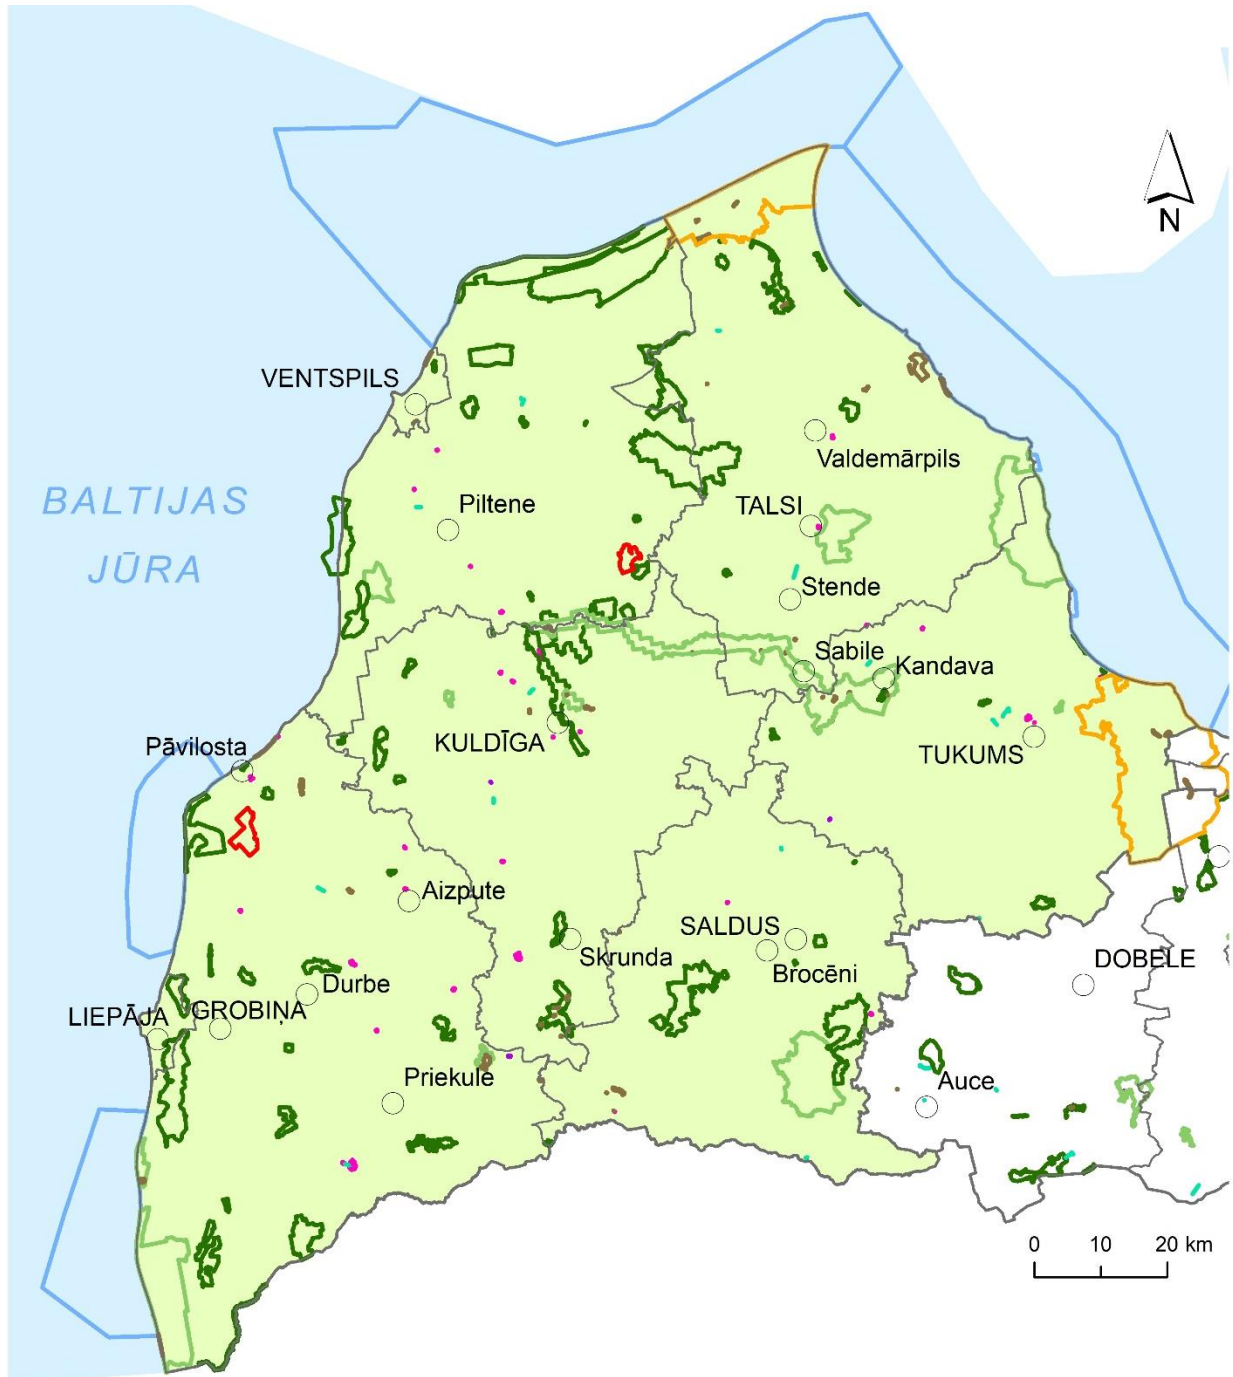 N
VENTSPILS
Valdemārpils
BALTIJAS
JŪRA
Piltene
TALSI
Stende
Sabile
Kandava
Pāvilosta
KULDĪGA
TUKUMS
Aizpute
SALDUS
Skrunda
Brocēni
DOBELE
Durbe
LIEPĀJA
GROBIŅA
Priekule
Auce
0 10 20 km